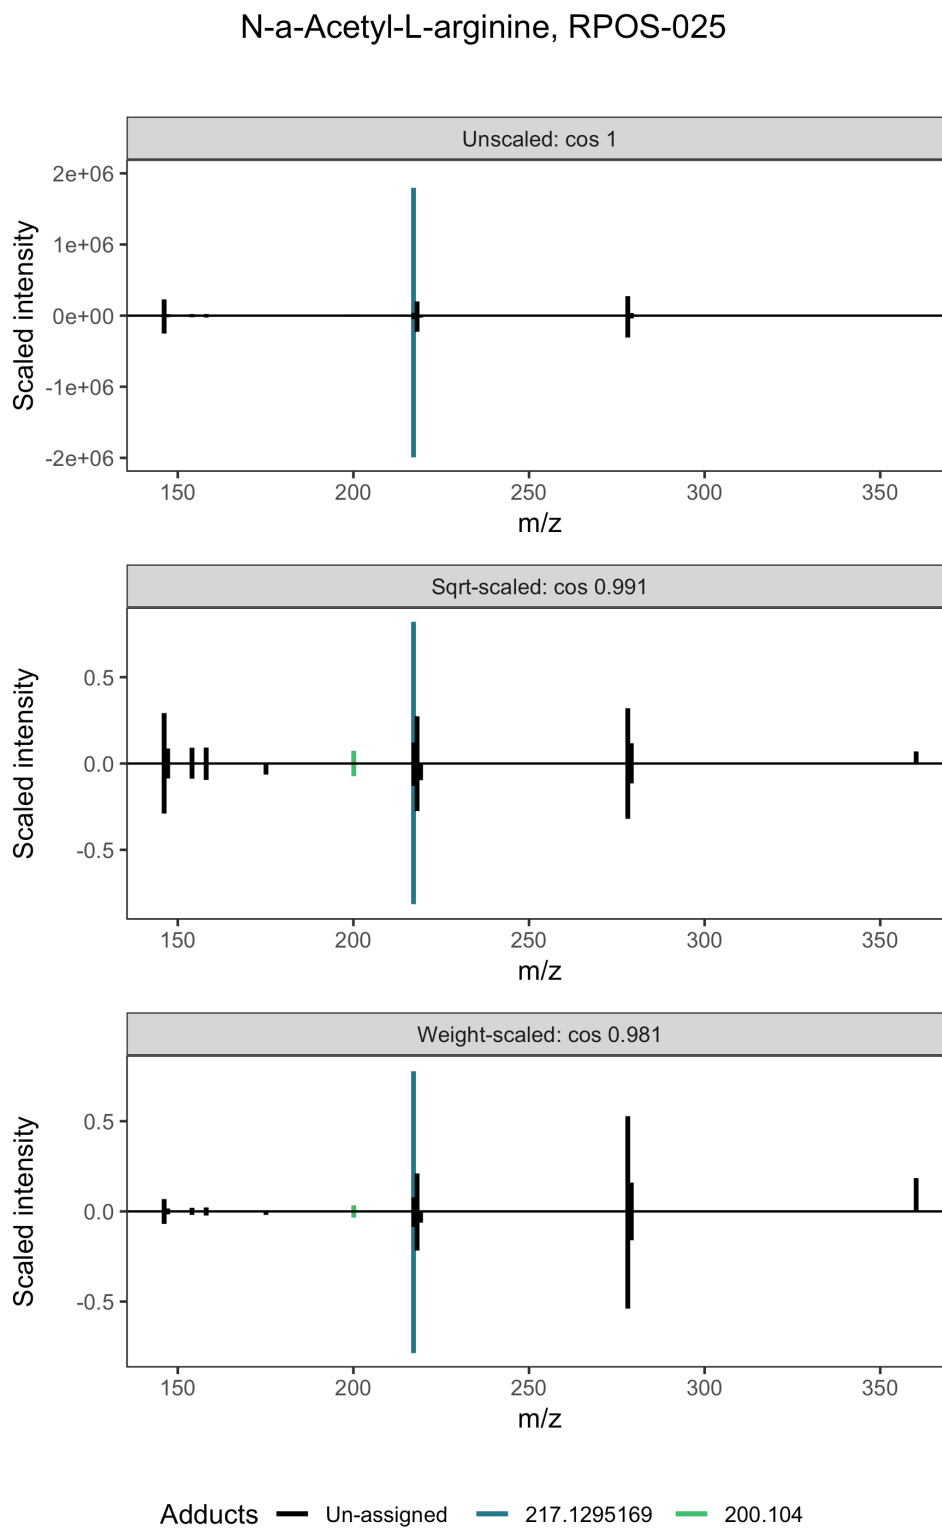 N-a-Acetyl-L-arginine, RPOS-025
Unscaled: cos 1
Scaled intensity
2e+06
1e+06
0e+00
-1e+06
-2e+06
150 200 250 300 350
m/z
Sqrt-scaled: cos 0.991
Scaled intensity
0.5
0.0
-0.5
150 200 250 300 350
m/z
Weight-scaled: cos 0.981
Scaled intensity
0.5
0.0
-0.5
150 200 250 300 350
m/z
Adducts Un-assigned 217.1295169 200.104